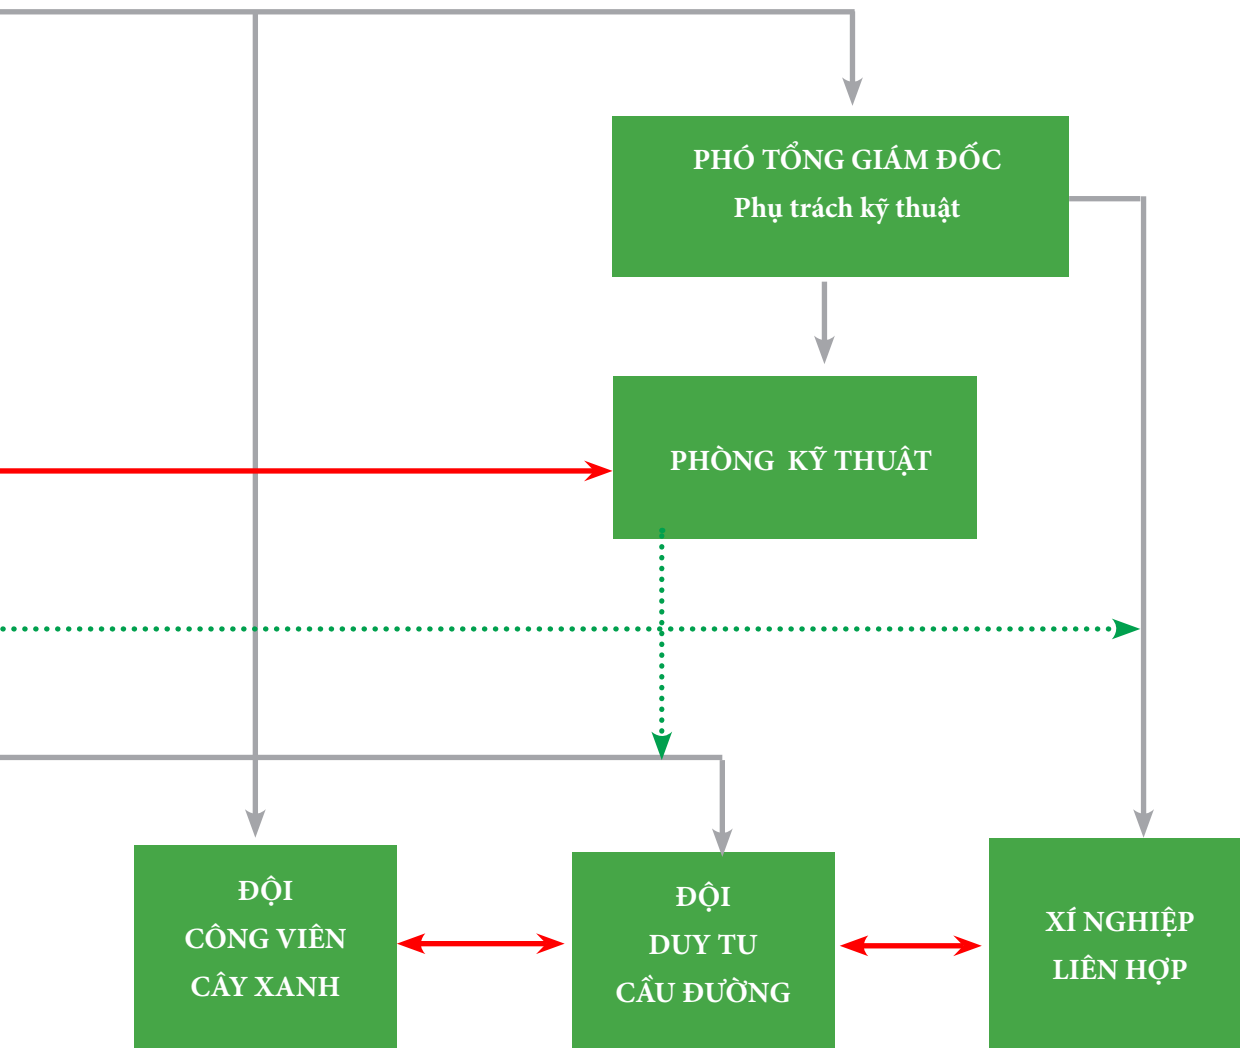 PHÓ TỔNG GIÁM ĐỐC
Phụ trách kỹ thuật
PHÒNG KỸ THUẬT
ĐỘI
CÔNG VIÊN
CÂY XANH
ĐỘI
DUY TU
CẦU ĐƯỜNG
XÍ NGHIỆP
LIÊN HỢP